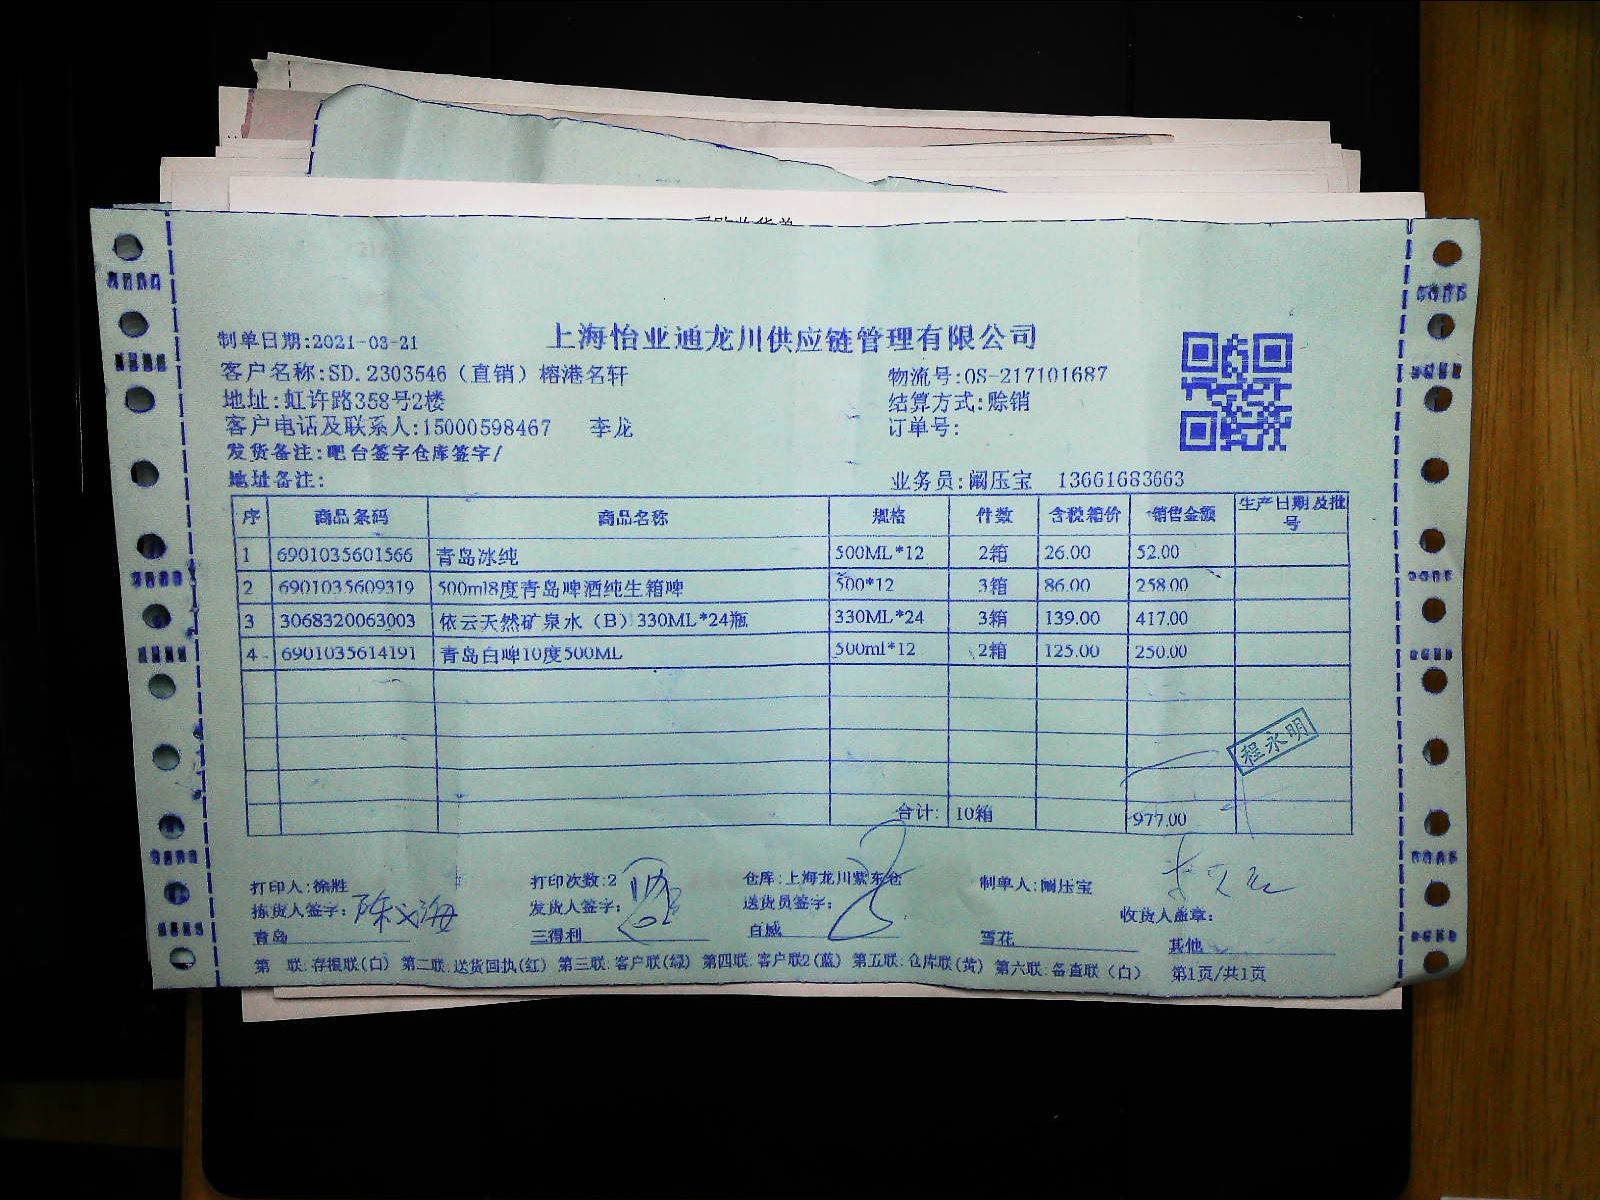 上海怡亚通龙川供应链管理有限公司
制单日期:2021-03-21
客户名称:SD.2303546（直销）榕港名轩 物流号:OS-217101687
地址:虹许路358号2楼 结算方式:赊销
客户电话及联系人:15000598467 李龙 订单号:
发货备注:吧台签字仓库签字/
地址备注: 业务员:阚压宝 13661683663
序 商品条码 商品名称 规格 件数 含税箱价 销售金额 生产日期及批号
1 6901035601566 青岛冰纯 500ML*12 2箱 26.00 52.00
2 6901035609319 500ml8度青岛啤酒纯生箱啤 500*12 3箱 86.00 258.00
3 3068320063003 依云天然矿泉水（B）330ML*24瓶 330ML*24 3箱 139.00 417.00
4 6901035614191 青岛白啤10度500ML 500ml*12 2箱 125.00 250.00
程永明
合计: 10箱 977.00
打印人:徐胜 打印次数:2 仓库:上海龙川紫东仓 制单人:阚压宝
拣货人签字: 发货人签字: 送货员签字: 收货人盖章:
青岛 三得利 百威 雪花 其他
第 联:存根联(白) 第二联:送货回执(红) 第三联:客户联(绿) 第四联:客户联2(蓝) 第五联:仓库联(黄) 第六联:备查联（白） 第1页/共1页